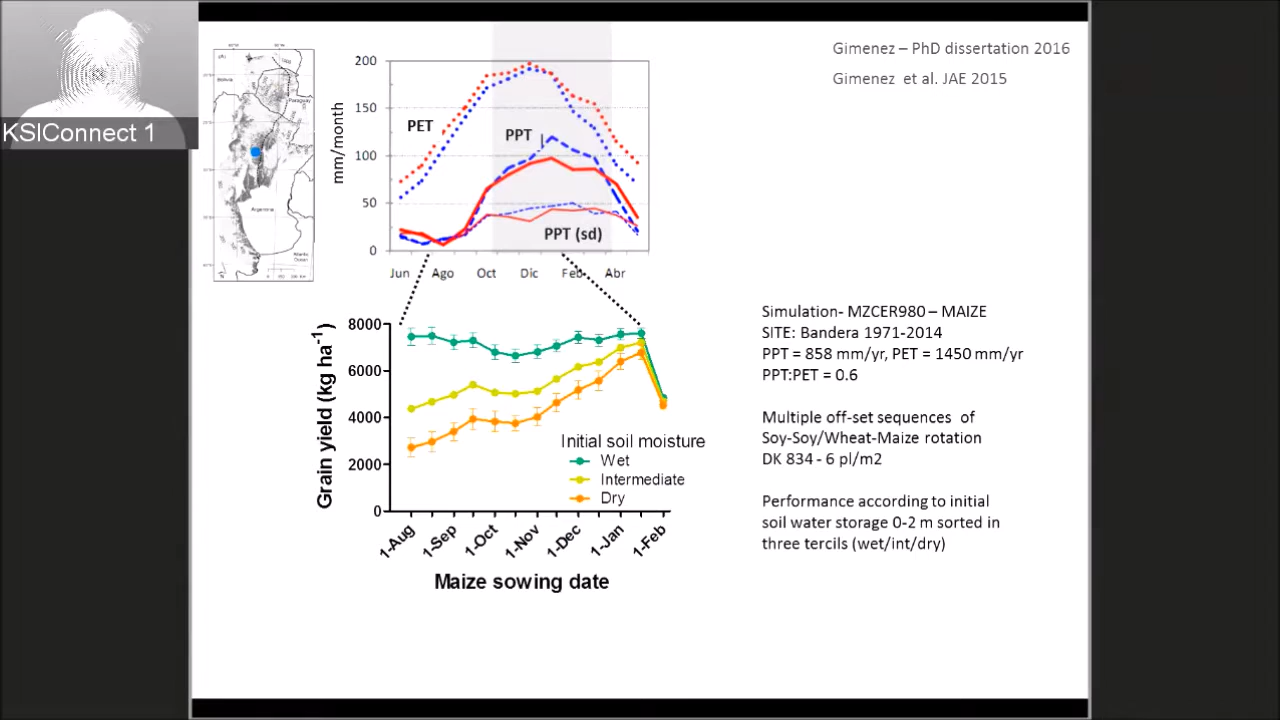 KSIConnect 1
Gimenez – PhD dissertation 2016
Gimenez et al. JAE 2015
Paraguay
Argentina
200
150
100
50
0
mm/month
PET
PPT
PPT (sd)
Jun Ago Oct Dic Feb Abr
8000
6000
4000
2000
0
Grain yield (kg ha-1)
Initial soil moisture
Wet
Intermediate
Dry
1-Aug 1-Sep 1-Oct 1-Nov 1-Dec 1-Jan 1-Feb
Maize sowing date
Simulation- MZCER980 – MAIZE
SITE: Bandera 1971-2014
PPT = 858 mm/yr, PET = 1450 mm/yr
PPT:PET = 0.6
Multiple off-set sequences of
Soy-Soy/Wheat-Maize rotation
DK 834 - 6 pl/m2
Performance according to initial
soil water storage 0-2 m sorted in
three tercils (wet/int/dry)